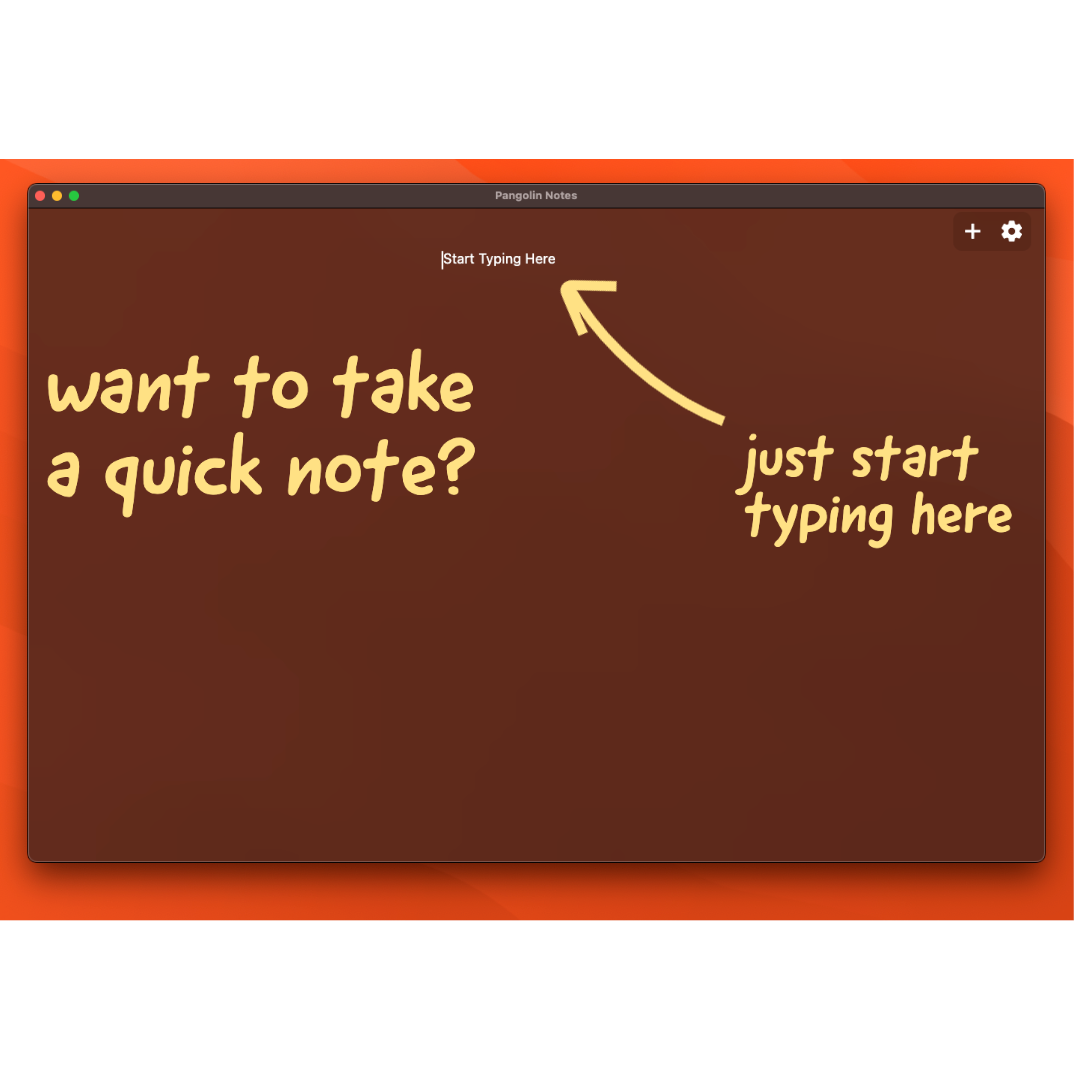 Pangolin Notes
Start Typing Here
want to take
a quick note?
just start
typing here